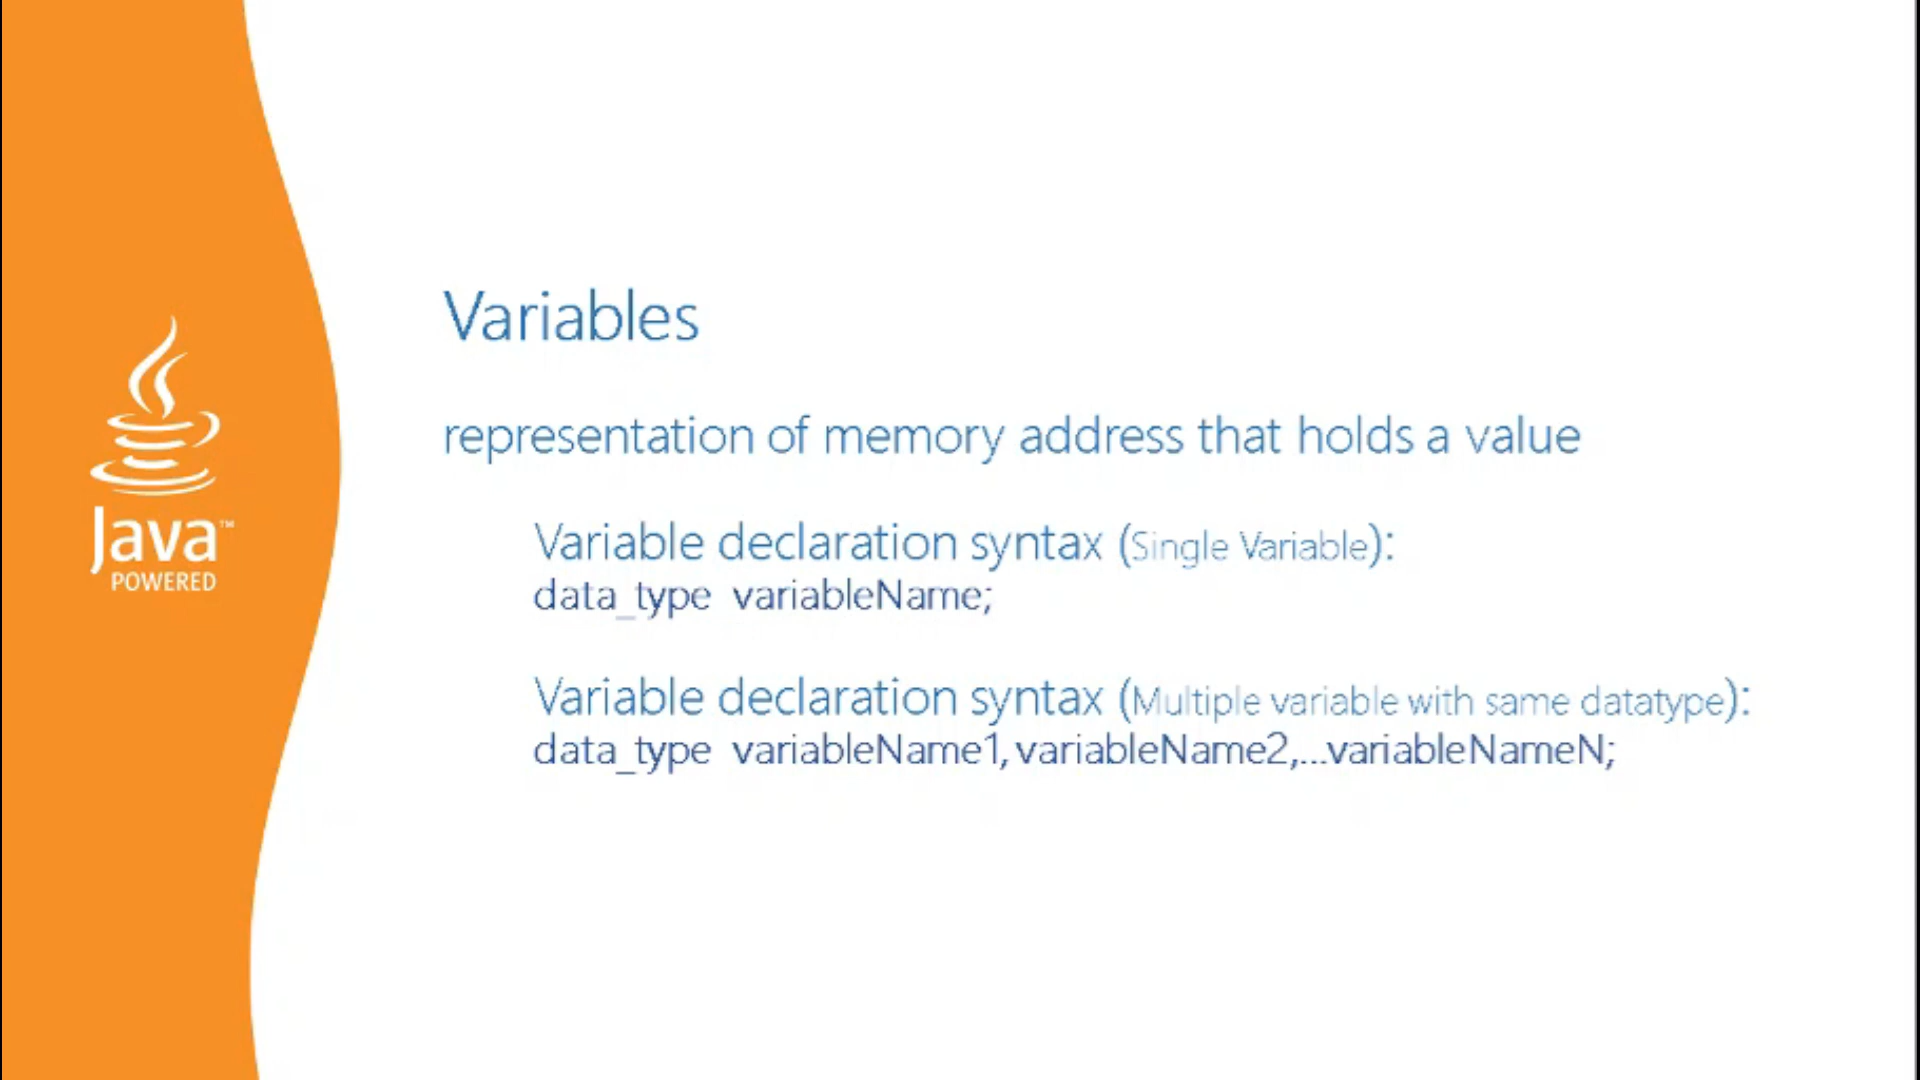 Java™
POWERED
Variables
representation of memory address that holds a value
Variable declaration syntax (Single Variable):
data_type variableName;
Variable declaration syntax (Multiple variable with same datatype):
data_type variableName1, variableName2,...variableNameN;